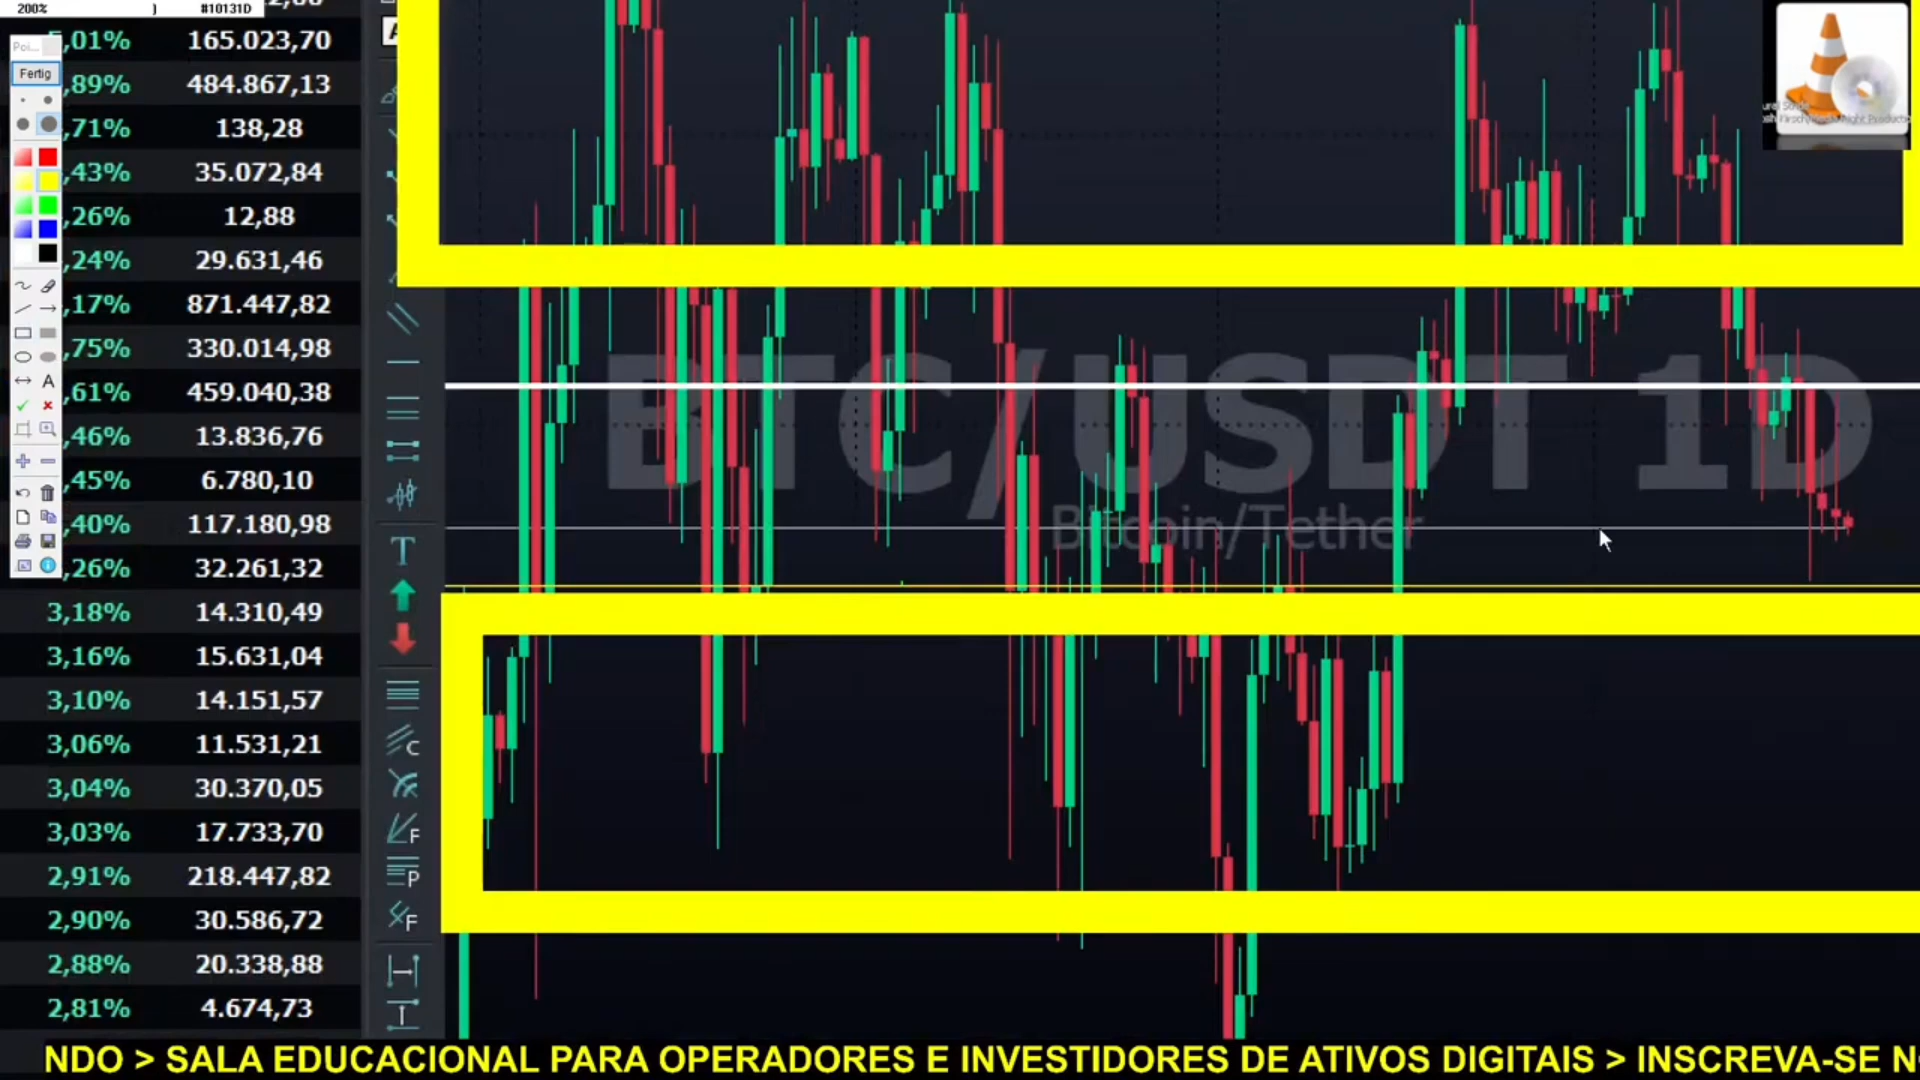 200% ) #10131D
Poi...
Fertig
5,01% 165.023,70
,89% 484.867,13
,71% 138,28
,43% 35.072,84
,26% 12,88
,24% 29.631,46
,17% 871.447,82
,75% 330.014,98
,61% 459.040,38
,46% 13.836,76
,45% 6.780,10
,40% 117.180,98
,26% 32.261,32
3,18% 14.310,49
3,16% 15.631,04
3,10% 14.151,57
3,06% 11.531,21
3,04% 30.370,05
3,03% 17.733,70
2,91% 218.447,82
2,90% 30.586,72
2,88% 20.338,88
2,81% 4.674,73
A
A
T
C
F
P
F
BTC/USDT 1D
Bitcoin/Tether
NDO > SALA EDUCACIONAL PARA OPERADORES E INVESTIDORES DE ATIVOS DIGITAIS > INSCREVA-SE N